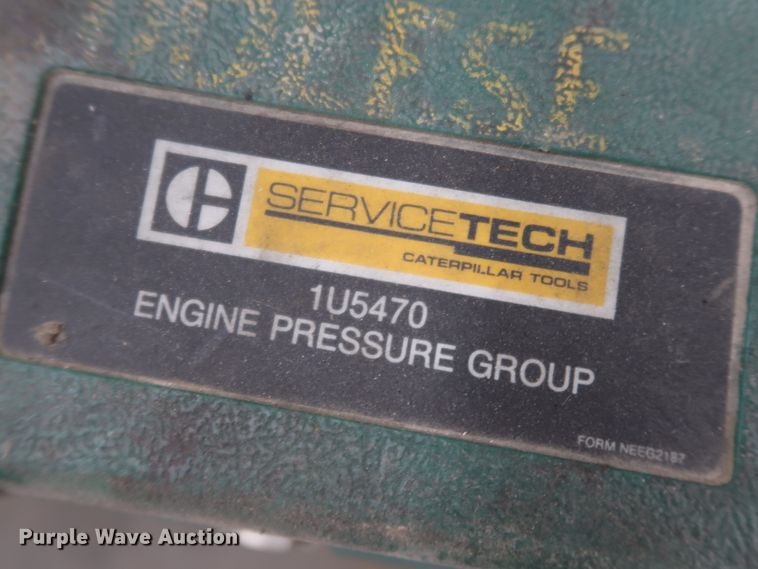 SERVICETECH
CATERPILLAR TOOLS
1U5470
ENGINE PRESSURE GROUP
FORM NEEG2187
Purple Wave Auction